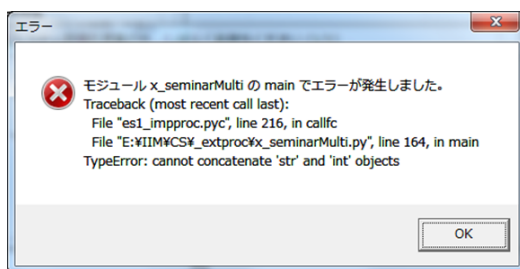 エラー
モジュール x_seminarMulti の main でエラーが発生しました。
Traceback (most recent call last):
File "es1_impproc.pyc", line 216, in callfc
File "E:¥IIM¥CS¥_extproc¥x_seminarMulti.py", line 164, in main
TypeError: cannot concatenate 'str' and 'int' objects
OK